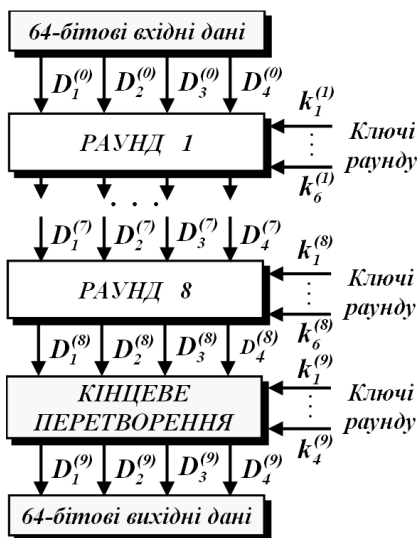 64-бітові вхідні дані
D₁⁽⁰⁾ D₂⁽⁰⁾ D₃⁽⁰⁾ D₄⁽⁰⁾
k₁⁽¹⁾
РАУНД 1
Ключі
раунду
k₆⁽¹⁾
. . .
D₁⁽⁷⁾ D₂⁽⁷⁾ D₃⁽⁷⁾ D₄⁽⁷⁾
k₁⁽⁸⁾
РАУНД 8
Ключі
раунду
k₆⁽⁸⁾
D₁⁽⁸⁾ D₂⁽⁸⁾ D₃⁽⁸⁾ D₄⁽⁸⁾
k₁⁽⁹⁾
КІНЦЕВЕ
ПЕРЕТВОРЕННЯ
Ключі
раунду
k₄⁽⁹⁾
D₁⁽⁹⁾ D₂⁽⁹⁾ D₃⁽⁹⁾ D₄⁽⁹⁾
64-бітові вихідні дані